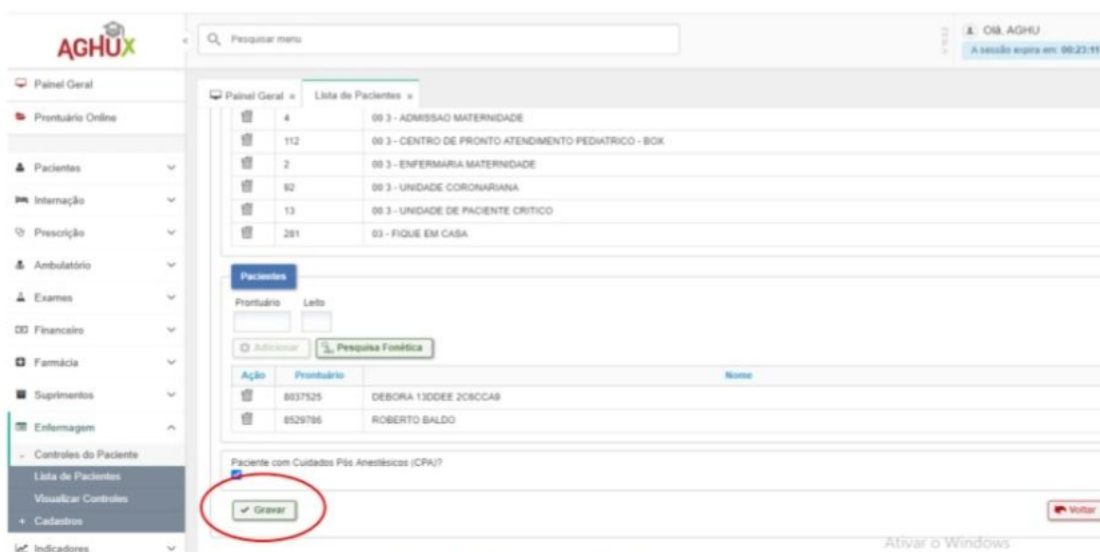 AGHUX
Pesquisar menu
Olá, AGHU
A sessão expira em: 00:23:11
Painel Geral
Prontuário Online
Pacientes
Internação
Prescrição
Ambulatório
Exames
Financeiro
Farmácia
Suprimentos
Enfermagem
- Controles do Paciente
Lista de Pacientes
Visualizar Controles
+ Cadastros
Indicadores
Painel Geral × Lista de Pacientes ×
4 00 3 - ADMISSAO MATERNIDADE
112 00 3 - CENTRO DE PRONTO ATENDIMENTO PEDIATRICO - BOX
2 00 3 - ENFERMARIA MATERNIDADE
92 00 3 - UNIDADE CORONARIANA
13 00 3 - UNIDADE DE PACIENTE CRITICO
281 03 - FIQUE EM CASA
Pacientes
Prontuário Leito
Adicionar Pesquisa Fonética
Ação Prontuário Nome
8037525 DEBORA 13DDEE 2C6CCA9
8529786 ROBERTO BALDO
Paciente com Cuidados Pós Anestésicos (CPA)?
Gravar Voltar
Ativar o Windows